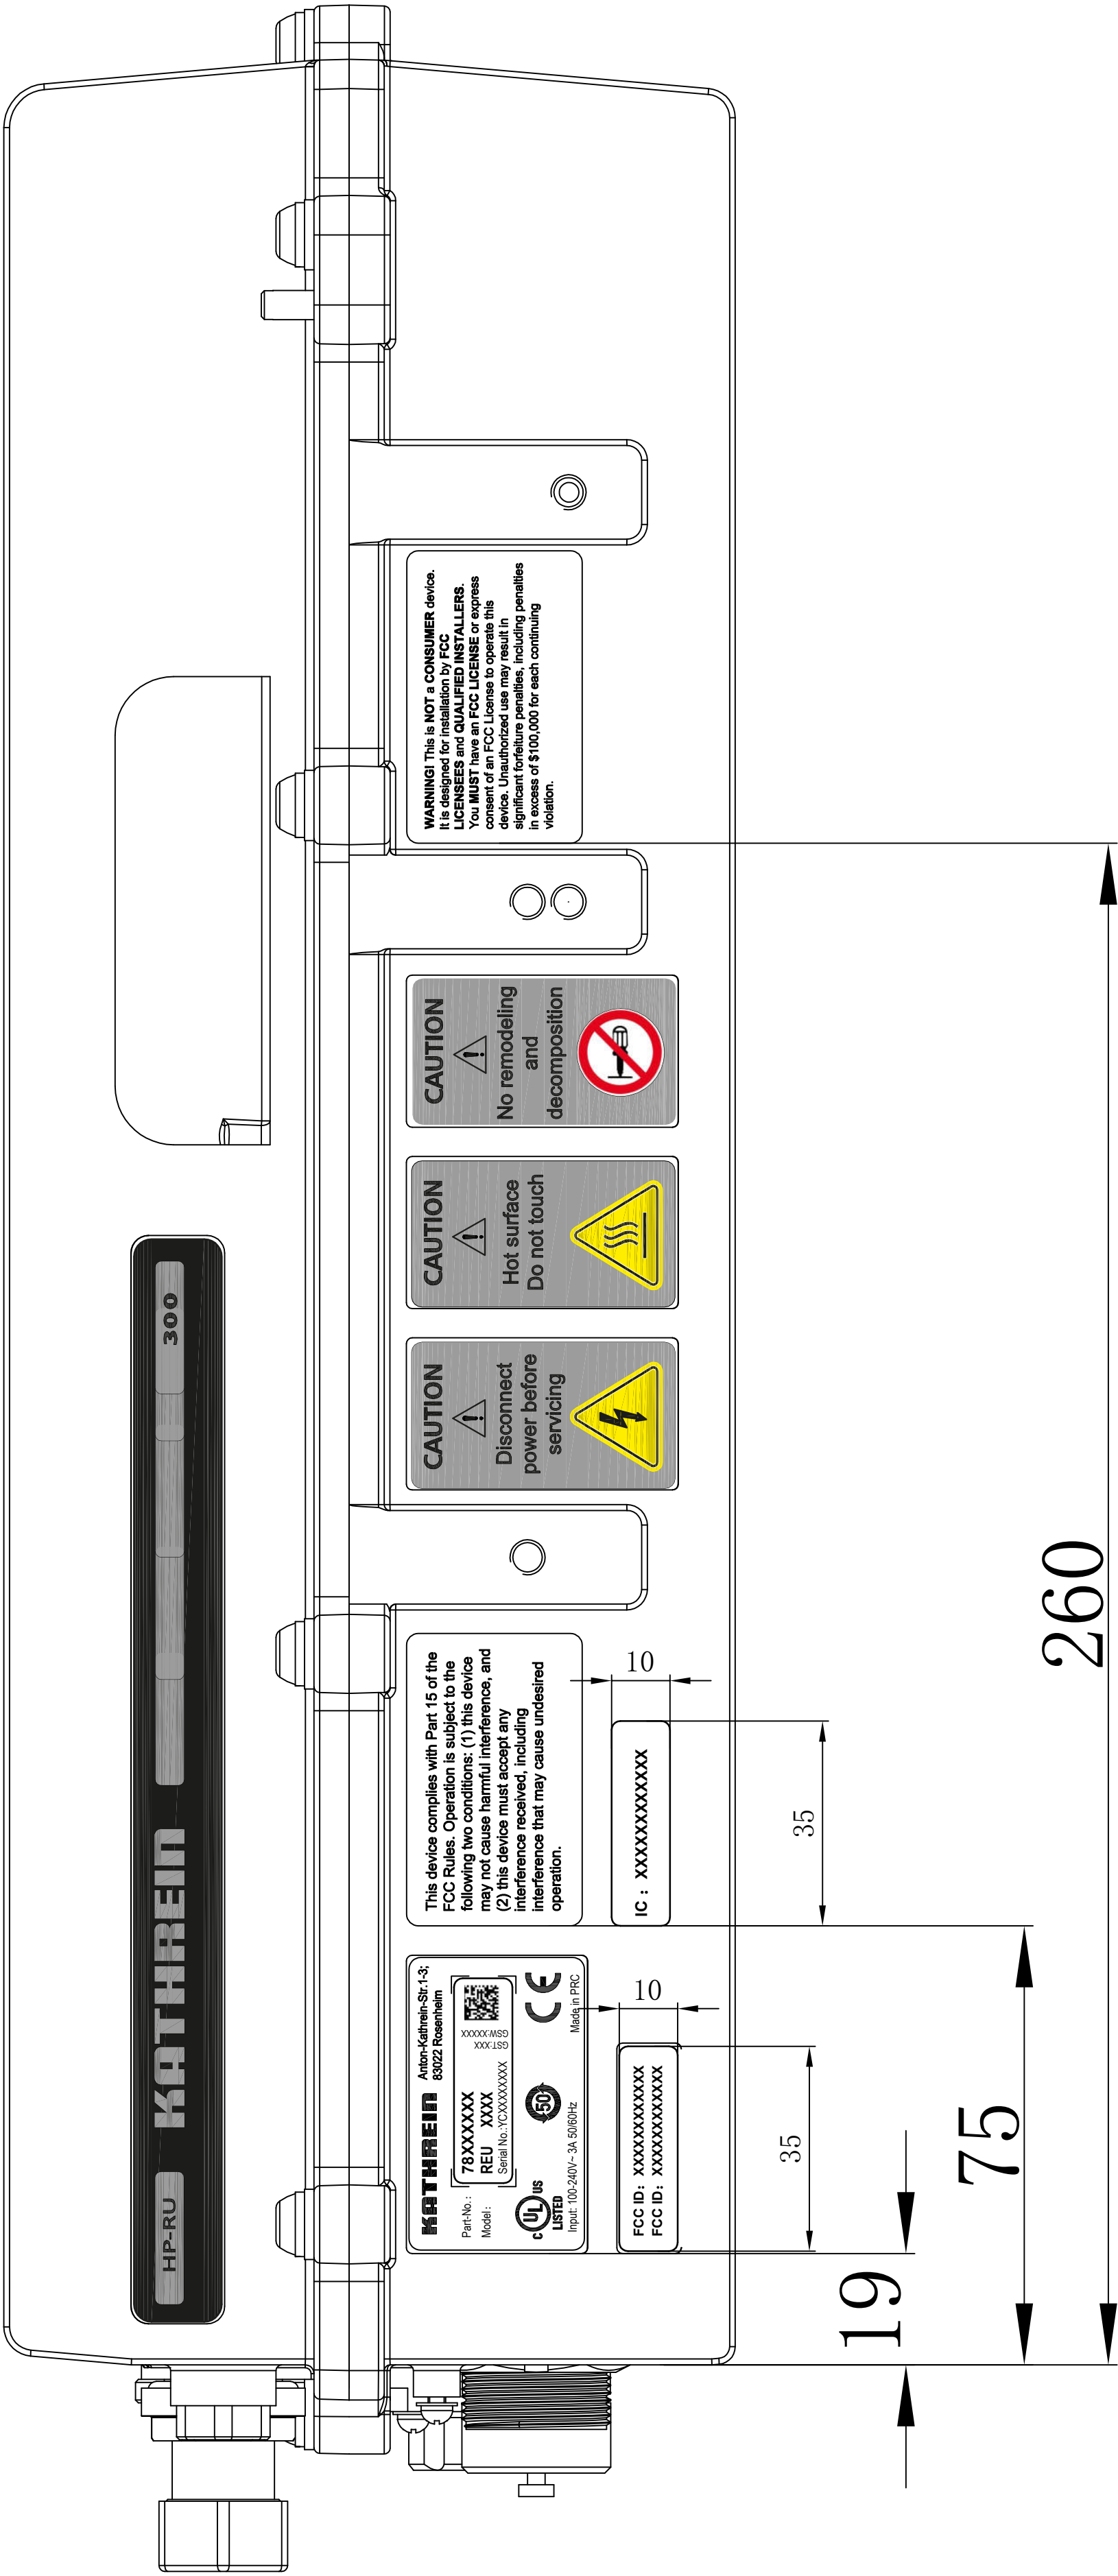 HP-RU
KATHREIN
300
KATHREIN
Anton-Kathrein-Str.1-3;
83022 Rosenheim
Part-No.:
78XXXXXX
Model:
REU XXXX
Serial No.:YCXXXXXXXXX
GST:XXX
GSW:XXXXX
c UL US
LISTED
50
CE
Input: 100-240V~ 3A 50/60Hz
Made in PRC
FCC ID: XXXXXXXXXXXXX
FCC ID: XXXXXXXXXXXXX
This device complies with Part 15 of the
FCC Rules. Operation is subject to the
following two conditions: (1) this device
may not cause harmful interference, and
(2) this device must accept any
interference received, including
interference that may cause undesired
operation.
IC : XXXXXXXXXXXXX
CAUTION
Disconnect
power before
servicing
CAUTION
Hot surface
Do not touch
CAUTION
No remodeling
and
decomposition
WARNING! This is NOT a CONSUMER device.
It is designed for installation by FCC
LICENSEES and QUALIFIED INSTALLERS.
You MUST have an FCC LICENSE or express
consent of an FCC License to operate this
device. Unauthorized use may result in
significant forfeiture penalties, including penalties
in excess of $100,000 for each continuing
violation.
10
35
10
35
19
75
260